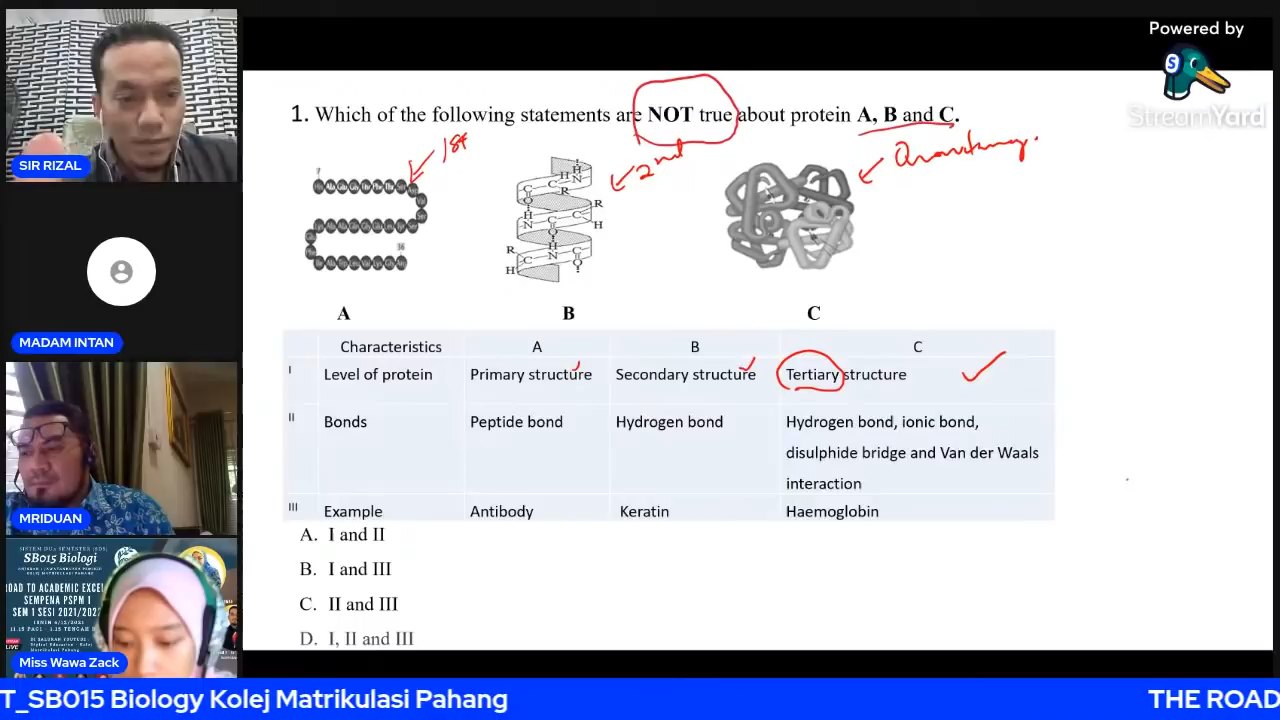 Powered by
StreamYard
1. Which of the following statements are NOT true about protein A, B and C.
1st
2nd
A
B
C
Characteristics
A
B
C
I
Level of protein
Primary structure
Secondary structure
Tertiary structure
II
Bonds
Peptide bond
Hydrogen bond
Hydrogen bond, ionic bond,
disulphide bridge and Van der Waals
interaction
III
Example
Antibody
Keratin
Haemoglobin
A. I and II
B. I and III
C. II and III
D. I, II and III
SIR RIZAL
MADAM INTAN
MRIDUAN
SB015 Biologi
SEMPENA PSPM 1
Miss Wawa Zack
T_SB015 Biology Kolej Matrikulasi Pahang
THE ROAD